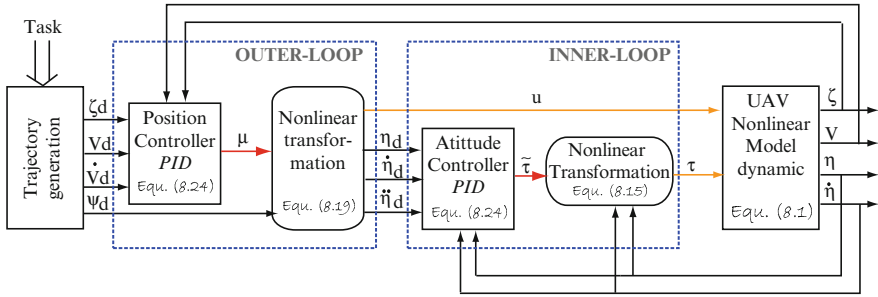 Task
OUTER-LOOP
INNER-LOOP
Trajectory
generation
ζd
Vd
V̇d
ψd
Position
Controller
PID
Equ. (8.24)
μ
Nonlinear
transfor-
mation
Equ. (8.19)
u
ηd
η̇d
η̈d
Atittude
Controller
PID
Equ. (8.24)
τ̃
Nonlinear
Transformation
Equ. (8.15)
τ
UAV
Nonlinear
Model
dynamic
Equ. (8.1)
ζ
V
η
η̇